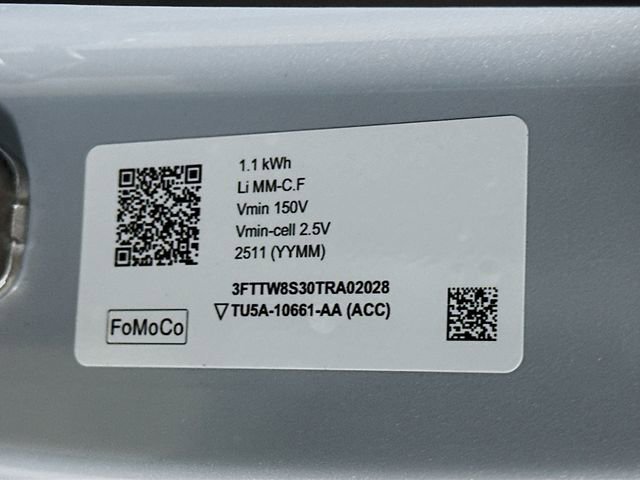 1.1 kWh
Li MM-C.F
Vmin 150V
Vmin-cell 2.5V
2511 (YYMM)
3FTTW8S30TRA02028
▽TU5A-10661-AA (ACC)
FoMoCo